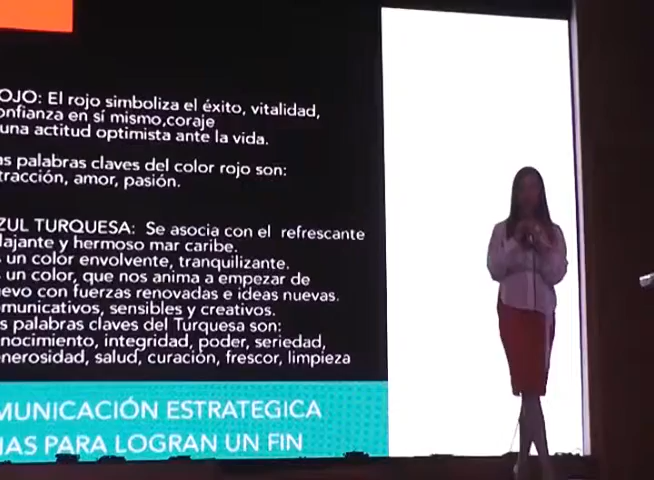 OJO: El rojo simboliza el éxito, vitalidad,
onfianza en sí mismo,coraje
una actitud optimista ante la vida.
as palabras claves del color rojo son:
tracción, amor, pasión.
ZUL TURQUESA: Se asocia con el refrescante
lajante y hermoso mar caribe.
un color envolvente, tranquilizante.
un color, que nos anima a empezar de
evo con fuerzas renovadas e ideas nuevas.
municativos, sensibles y creativos.
s palabras claves del Turquesa son:
nocimiento, integridad, poder, seriedad,
nerosidad, salud, curación, frescor, limpieza
MUNICACIÓN ESTRATEGICA
IAS PARA LOGRAN UN FIN